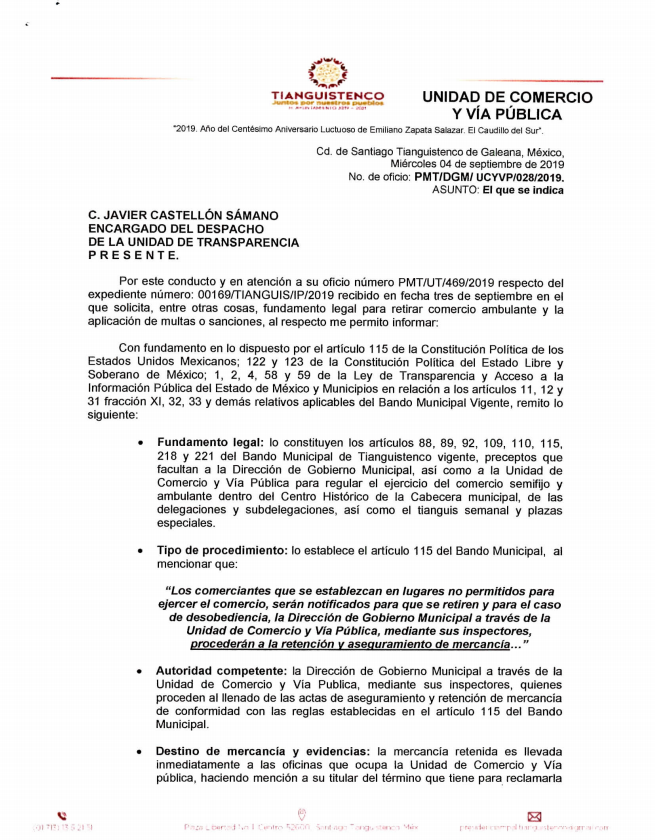 TIANGUISTENCO
Juntos por nuestros pueblos
UNIDAD DE COMERCIO
Y VÍA PÚBLICA
"2019. Año del Centésimo Aniversario Luctuoso de Emiliano Zapata Salazar. El Caudillo del Sur".
Cd. de Santiago Tianguistenco de Galeana, México,
Miércoles 04 de septiembre de 2019
No. de oficio: PMT/DGM/ UCYVP/028/2019.
ASUNTO: El que se indica
C. JAVIER CASTELLÓN SÁMANO
ENCARGADO DEL DESPACHO
DE LA UNIDAD DE TRANSPARENCIA
P R E S E N T E.
Por este conducto y en atención a su oficio número PMT/UT/469/2019 respecto del
expediente número: 00169/TIANGUIS/IP/2019 recibido en fecha tres de septiembre en el
que solicita, entre otras cosas, fundamento legal para retirar comercio ambulante y la
aplicación de multas o sanciones, al respecto me permito informar:
Con fundamento en lo dispuesto por el artículo 115 de la Constitución Política de los
Estados Unidos Mexicanos; 122 y 123 de la Constitución Política del Estado Libre y
Soberano de México; 1, 2, 4, 58 y 59 de la Ley de Transparencia y Acceso a la
Información Pública del Estado de México y Municipios en relación a los artículos 11, 12 y
31 fracción XI, 32, 33 y demás relativos aplicables del Bando Municipal Vigente, remito lo
siguiente:
• Fundamento legal: lo constituyen los artículos 88, 89, 92, 109, 110, 115,
218 y 221 del Bando Municipal de Tianguistenco vigente, preceptos que
facultan a la Dirección de Gobierno Municipal, así como a la Unidad de
Comercio y Vía Pública para regular el ejercicio del comercio semifijo y
ambulante dentro del Centro Histórico de la Cabecera municipal, de las
delegaciones y subdelegaciones, así como el tianguis semanal y plazas
especiales.
• Tipo de procedimiento: lo establece el artículo 115 del Bando Municipal, al
mencionar que:
"Los comerciantes que se establezcan en lugares no permitidos para
ejercer el comercio, serán notificados para que se retiren y para el caso
de desobediencia, la Dirección de Gobierno Municipal a través de la
Unidad de Comercio y Vía Pública, mediante sus inspectores,
procederán a la retención y aseguramiento de mercancía..."
• Autoridad competente: la Dirección de Gobierno Municipal a través de la
Unidad de Comercio y Vía Publica, mediante sus inspectores, quienes
proceden al llenado de las actas de aseguramiento y retención de mercancía
de conformidad con las reglas establecidas en el artículo 115 del Bando
Municipal.
• Destino de mercancía y evidencias: la mercancía retenida es llevada
inmediatamente a las oficinas que ocupa la Unidad de Comercio y Vía
pública, haciendo mención a su titular del término que tiene para reclamarla
Plaza Libertad No.1 Centro 52600, Santiago Tianguistenco Méx